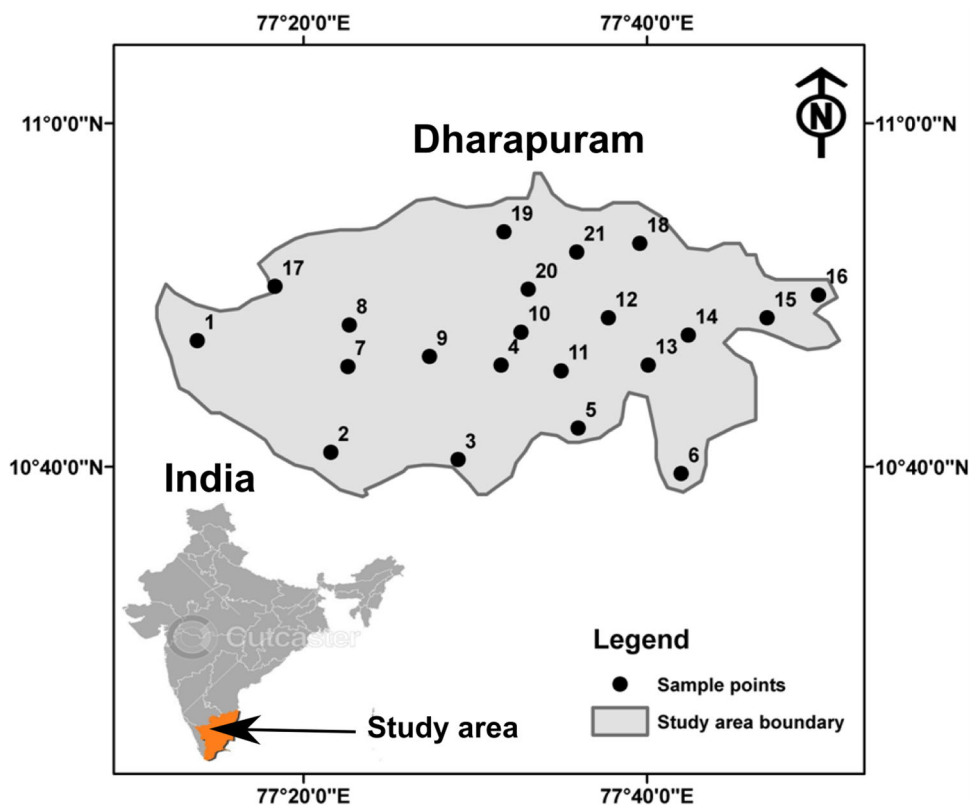 77°20'0"E 77°40'0"E
11°0'0"N 11°0'0"N
N
Dharapuram
19
18
21
17
20
16
8
12
15
10
14
1
7
9
4
11
13
5
2
3
6
10°40'0"N 10°40'0"N
India
Cutcaster
Legend
Sample points
Study area boundary
Study area
77°20'0"E 77°40'0"E